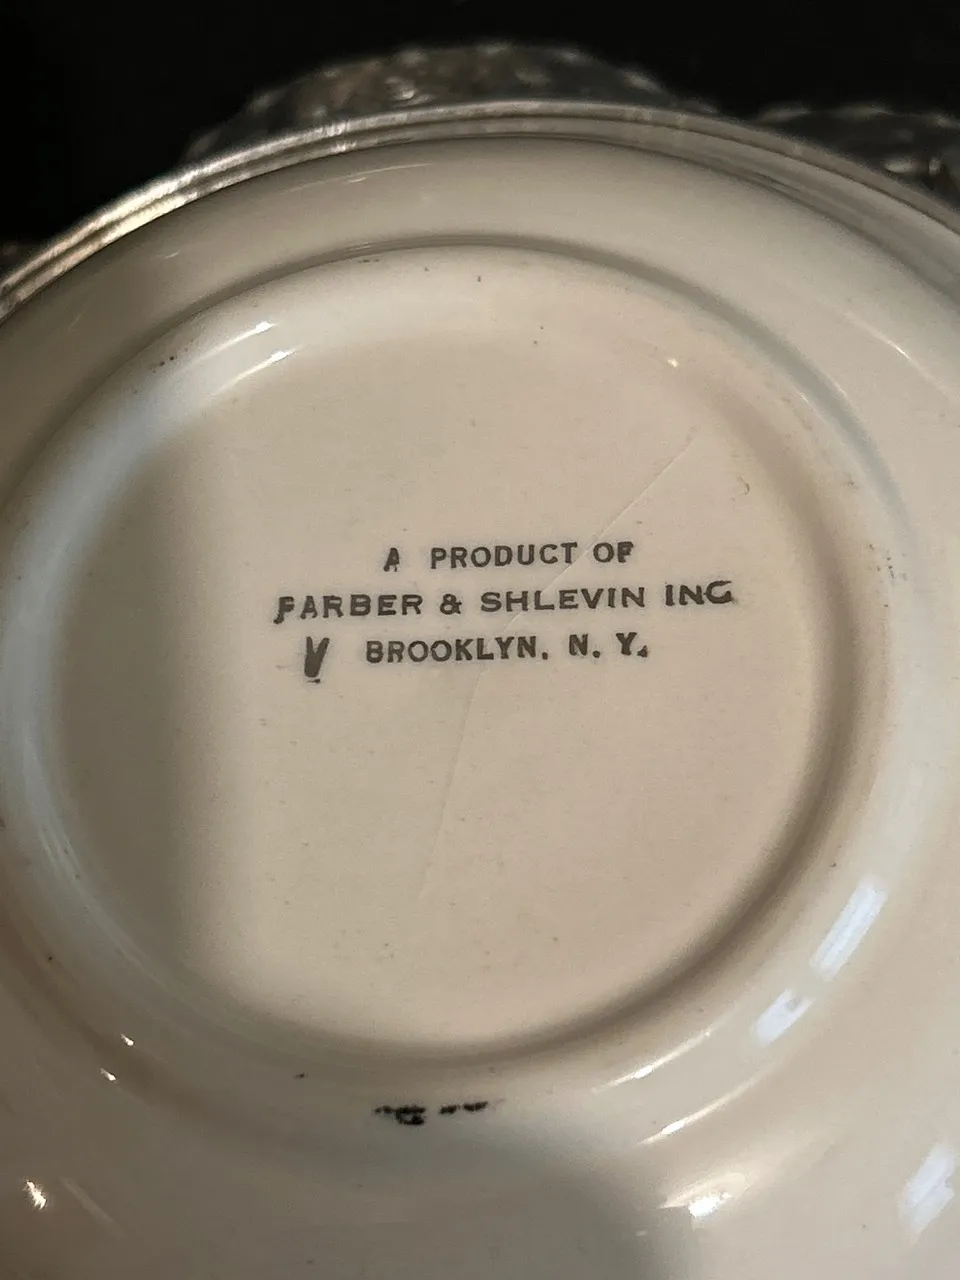 A PRODUCT OF
FARBER & SHLEVIN INC
V BROOKLYN, N. Y.